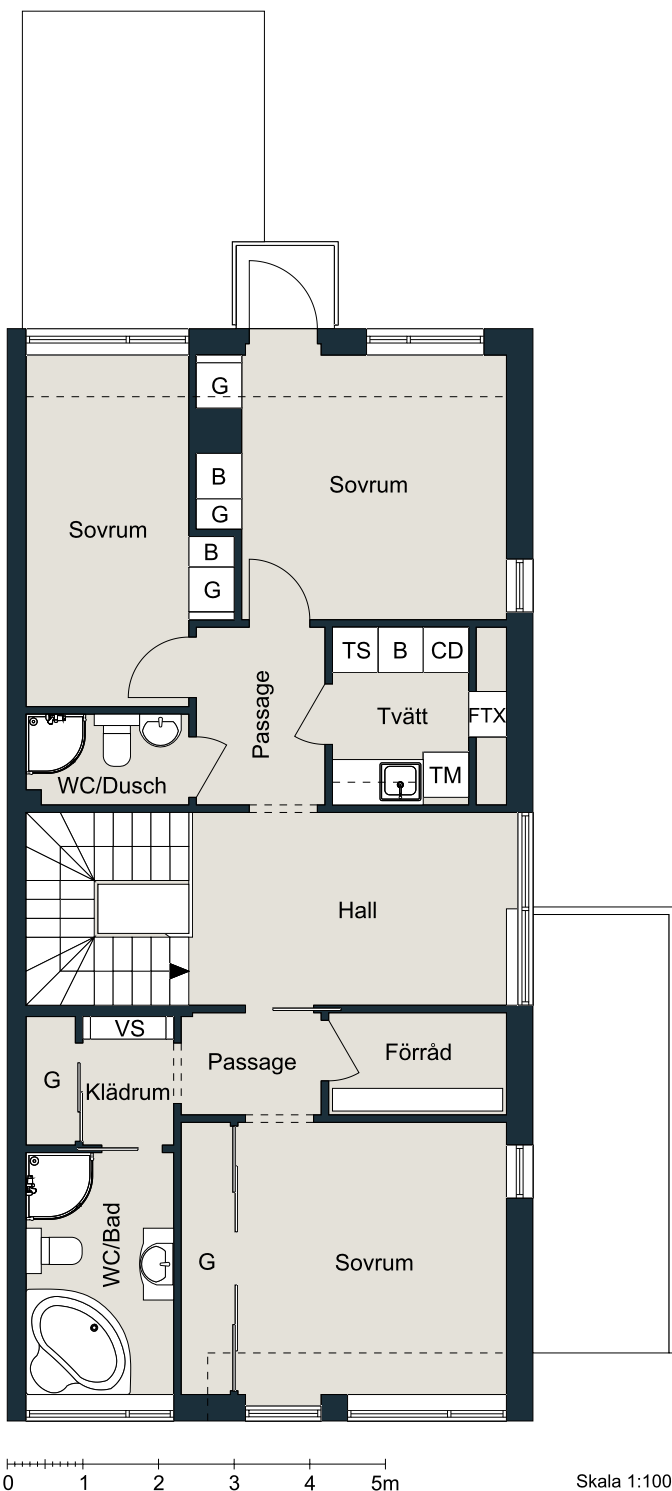 G
Sovrum
B
G
Sovrum
B
G
TS B CD
Passage
Tvätt
FTX
WC/Dusch
TM
Hall
VS
Passage
Förråd
G
Klädrum
WC/Bad
G
Sovrum
0 1 2 3 4 5m
Skala 1:100